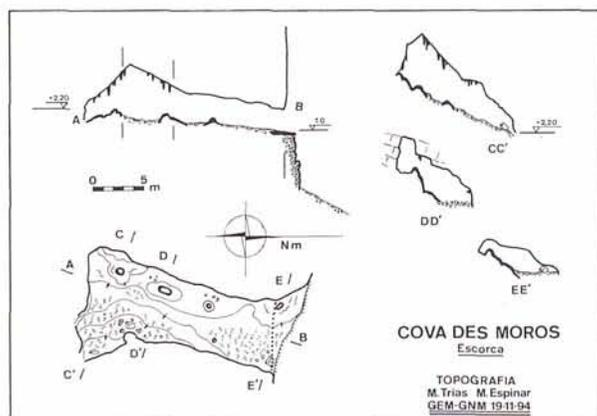 +2,20
A
B
±0
0 5
m
CC'
+2,20
DD'
EE'
Nm
C
A
D
E
B
C'
D'
E'
COVA DES MOROS
Escorca
TOPOGRAFIA
M. Trias M. Espinar
GEM-GNM 19-11-94